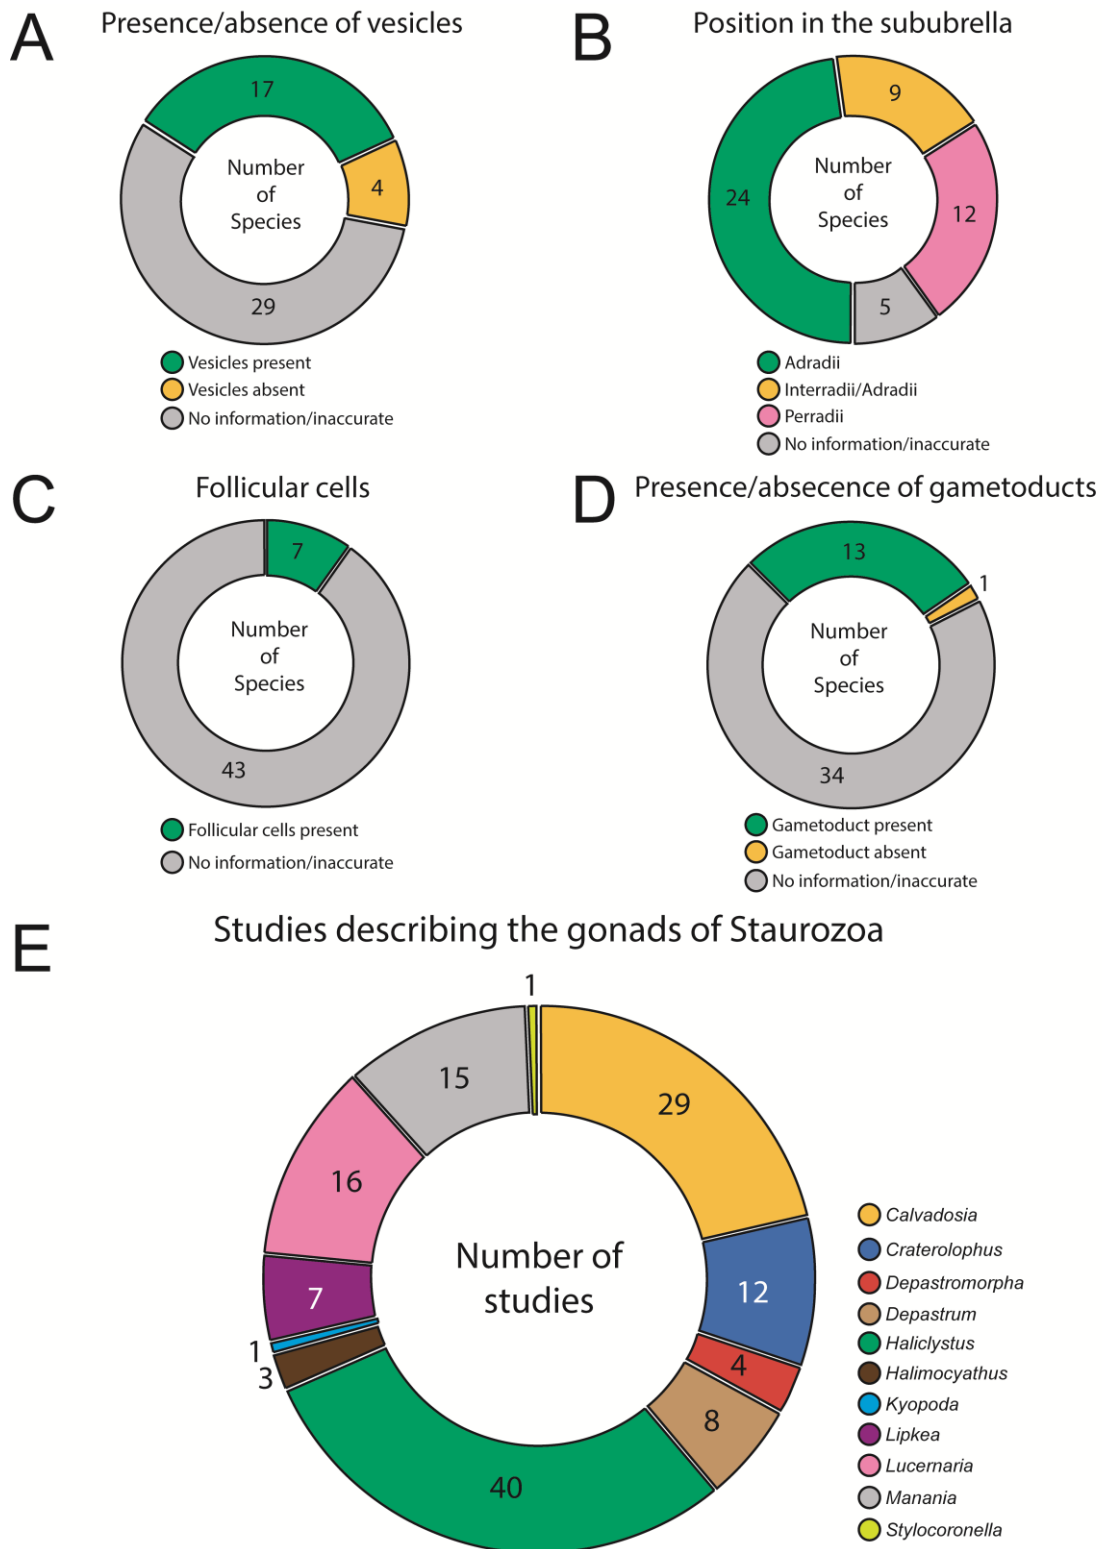 A
Presence/absence of vesicles
17
4
29
Number
of
Species
Vesicles present
Vesicles absent
No information/inaccurate
B
Position in the sububrella
9
24
12
5
Number
of
Species
Adradii
Interradii/Adradii
Perradii
No information/inaccurate
C
Follicular cells
7
43
Number
of
Species
Follicular cells present
No information/inaccurate
D
Presence/absecence of gametoducts
13
1
34
Number
of
Species
Gametoduct present
Gametoduct absent
No information/inaccurate
E
Studies describing the gonads of Staurozoa
1
15
29
16
12
7
4
1
3
8
40
Number of
studies
Calvadosia
Craterolophus
Depastromorpha
Depastrum
Haliclystus
Halimocyathus
Kyopoda
Lipkea
Lucernaria
Manania
Stylocoronella